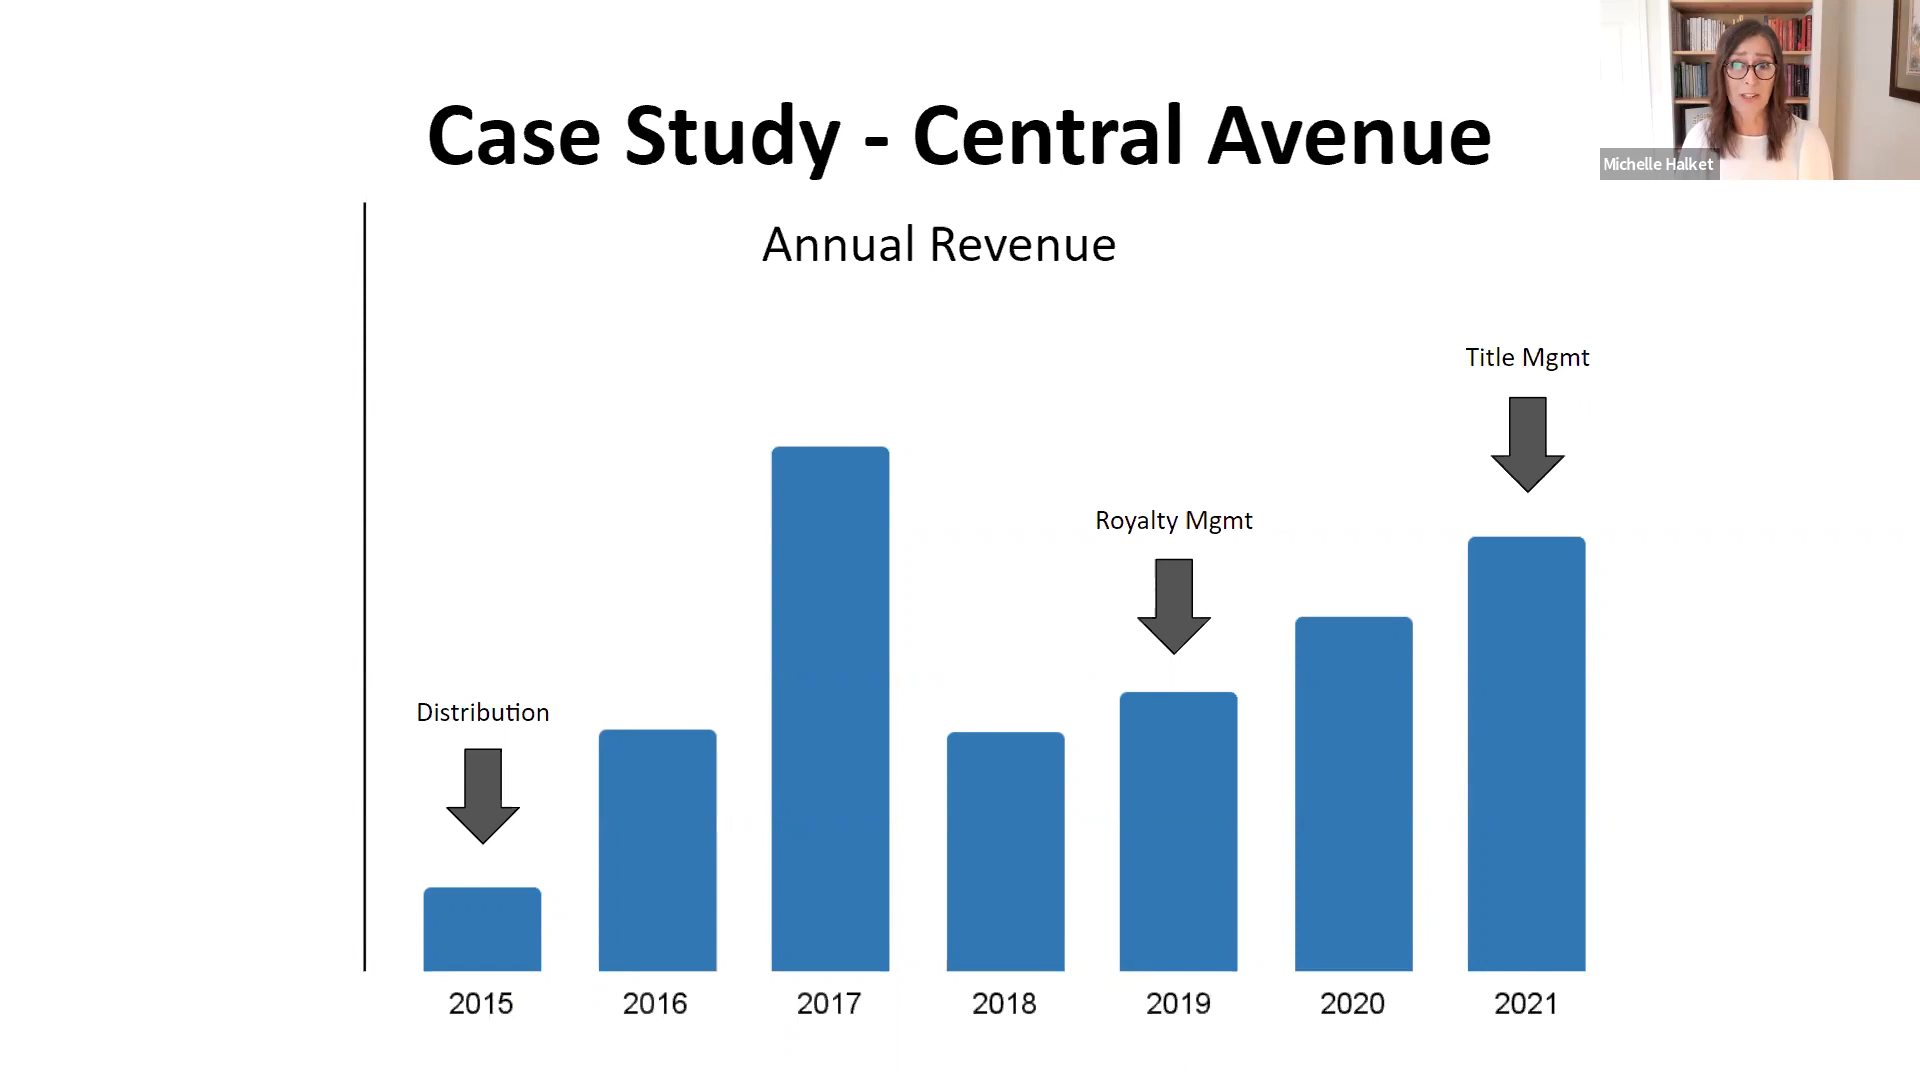 Case Study - Central Avenue
Michelle Halket
Annual Revenue
Title Mgmt
Royalty Mgmt
Distribution
2015 2016 2017 2018 2019 2020 2021